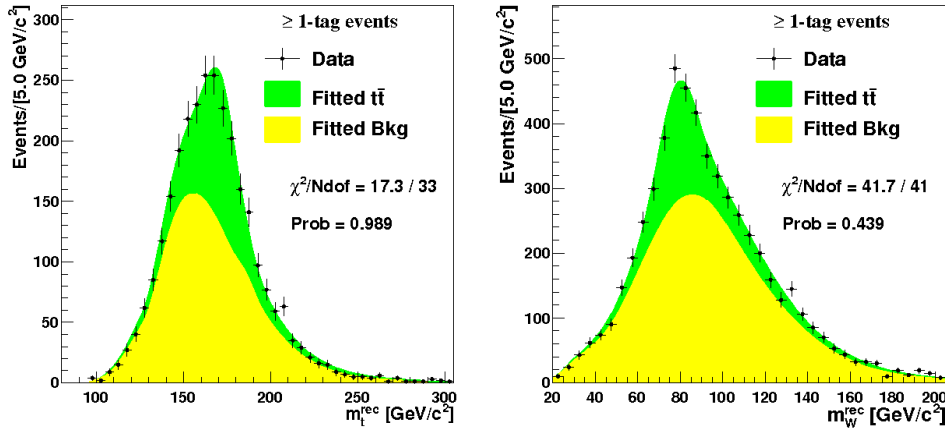 ≥ 1-tag events
Data
Fitted tt̄
Fitted Bkg
χ²/Ndof = 17.3 / 33
Prob = 0.989
Events/[5.0 GeV/c²]
300
250
200
150
100
50
0
100 150 200 250 300
m_t^rec [GeV/c²]
≥ 1-tag events
Data
Fitted tt̄
Fitted Bkg
χ²/Ndof = 41.7 / 41
Prob = 0.439
Events/[5.0 GeV/c²]
500
400
300
200
100
0
20 40 60 80 100 120 140 160 180 200
m_W^rec [GeV/c²]